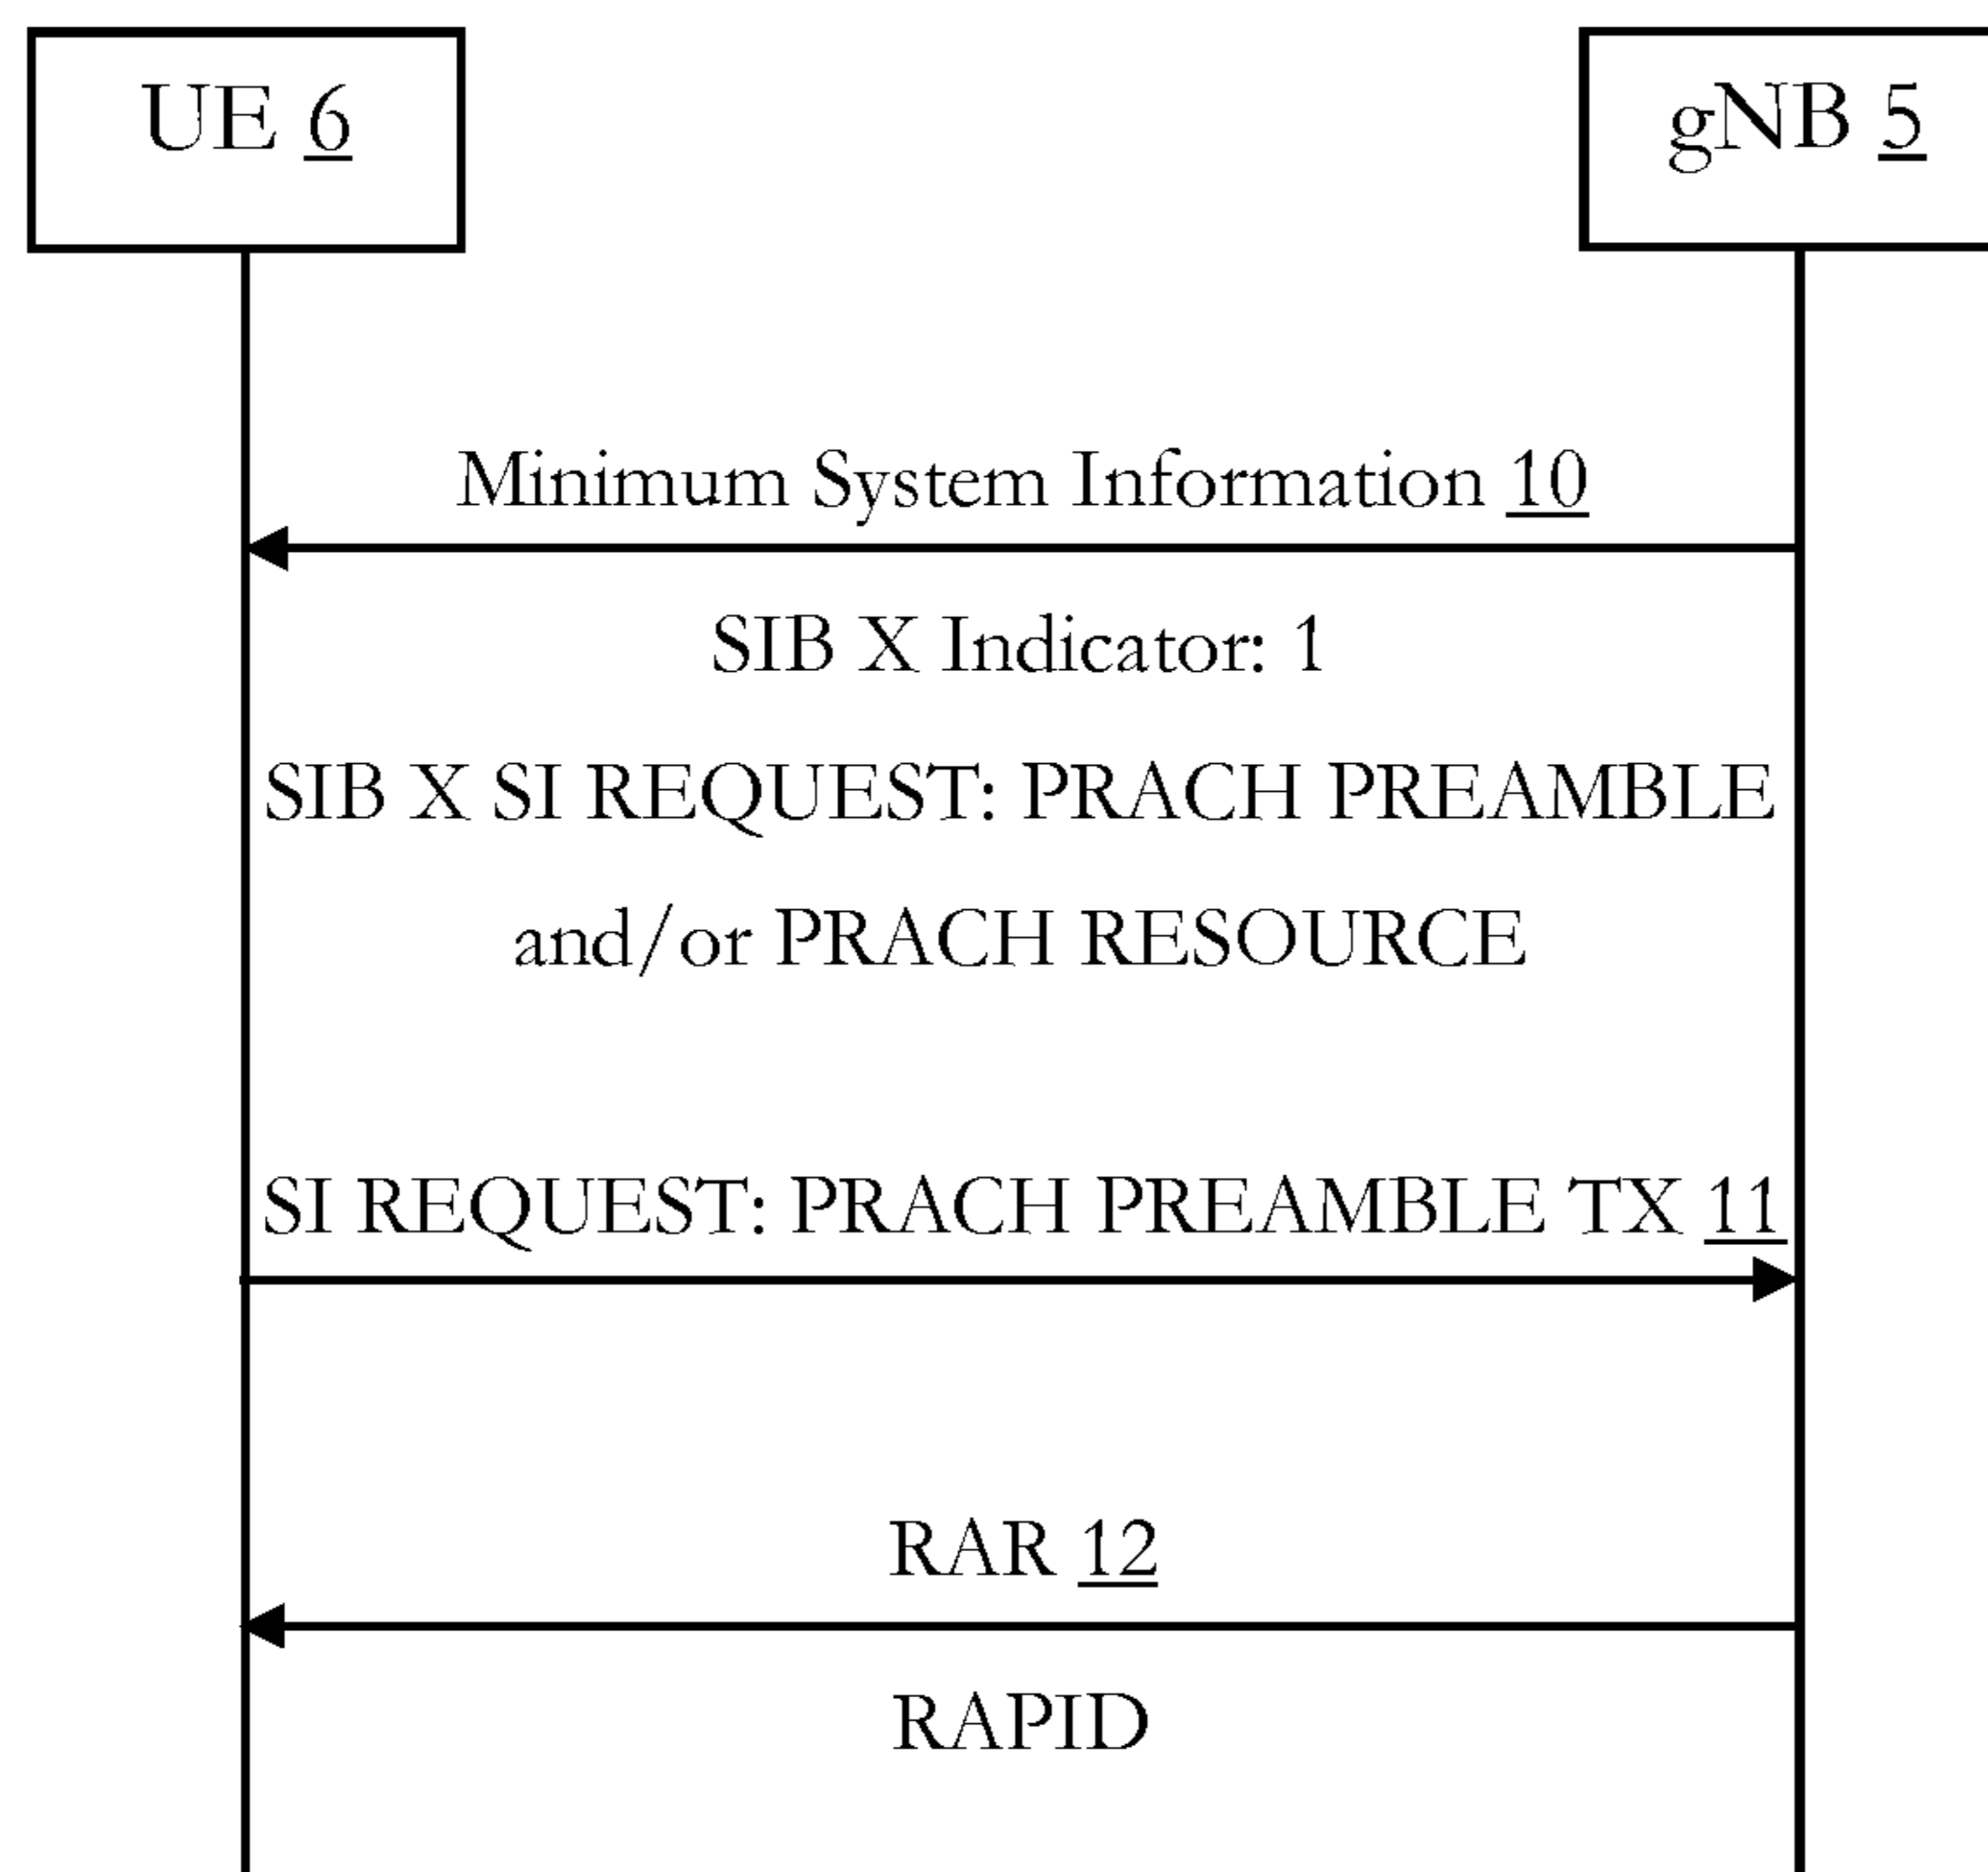 UE 6
gNB 5
Minimum System Information 10
SIB X Indicator: 1
SIB X SI REQUEST: PRACH PREAMBLE
and/or PRACH RESOURCE
SI REQUEST: PRACH PREAMBLE TX 11
RAR 12
RAPID